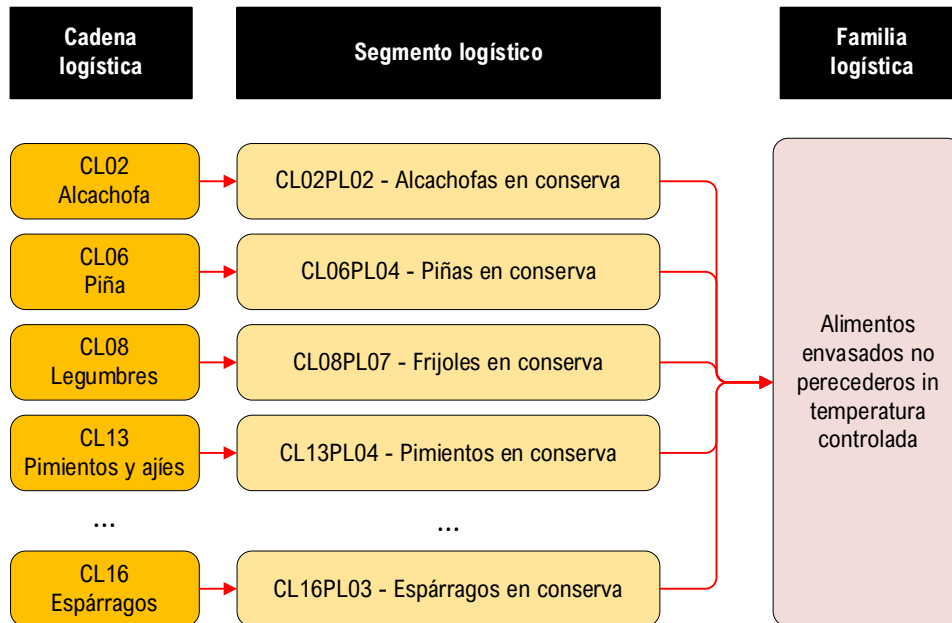 Cadena
logística
Segmento logístico
Familia
logística
CL02
Alcachofa
CL02PL02 - Alcachofas en conserva
CL06
Piña
CL06PL04 - Piñas en conserva
CL08
Legumbres
CL08PL07 - Frijoles en conserva
CL13
Pimientos y ajíes
CL13PL04 - Pimientos en conserva
...
...
CL16
Espárragos
CL16PL03 - Espárragos en conserva
Alimentos
envasados no
perecederos in
temperatura
controlada